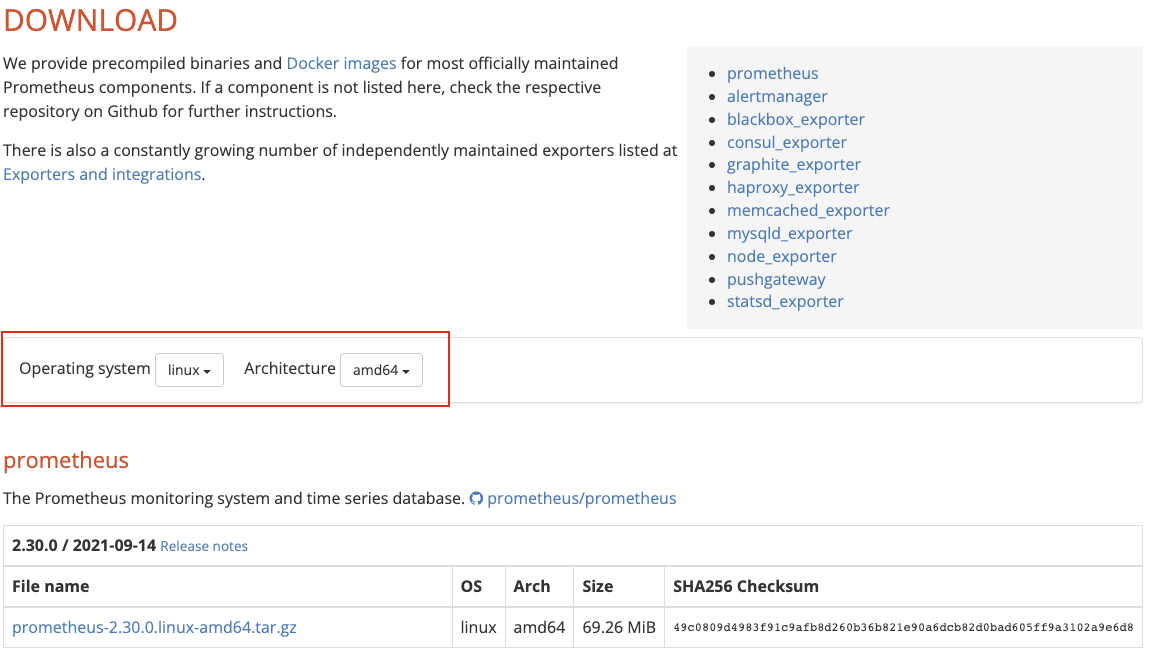 DOWNLOAD
We provide precompiled binaries and Docker images for most officially maintained
Prometheus components. If a component is not listed here, check the respective
repository on Github for further instructions.
There is also a constantly growing number of independently maintained exporters listed at
Exporters and integrations.
prometheus
alertmanager
blackbox_exporter
consul_exporter
graphite_exporter
haproxy_exporter
memcached_exporter
mysqld_exporter
node_exporter
pushgateway
statsd_exporter
Operating system linux Architecture amd64
prometheus
The Prometheus monitoring system and time series database. prometheus/prometheus
2.30.0 / 2021-09-14 Release notes
File name OS Arch Size SHA256 Checksum
prometheus-2.30.0.linux-amd64.tar.gz linux amd64 69.26 MiB 49c0809d4983f91c9afb8d260b36b821e90a6dcb82d0bad605ff9a3102a9e6d8